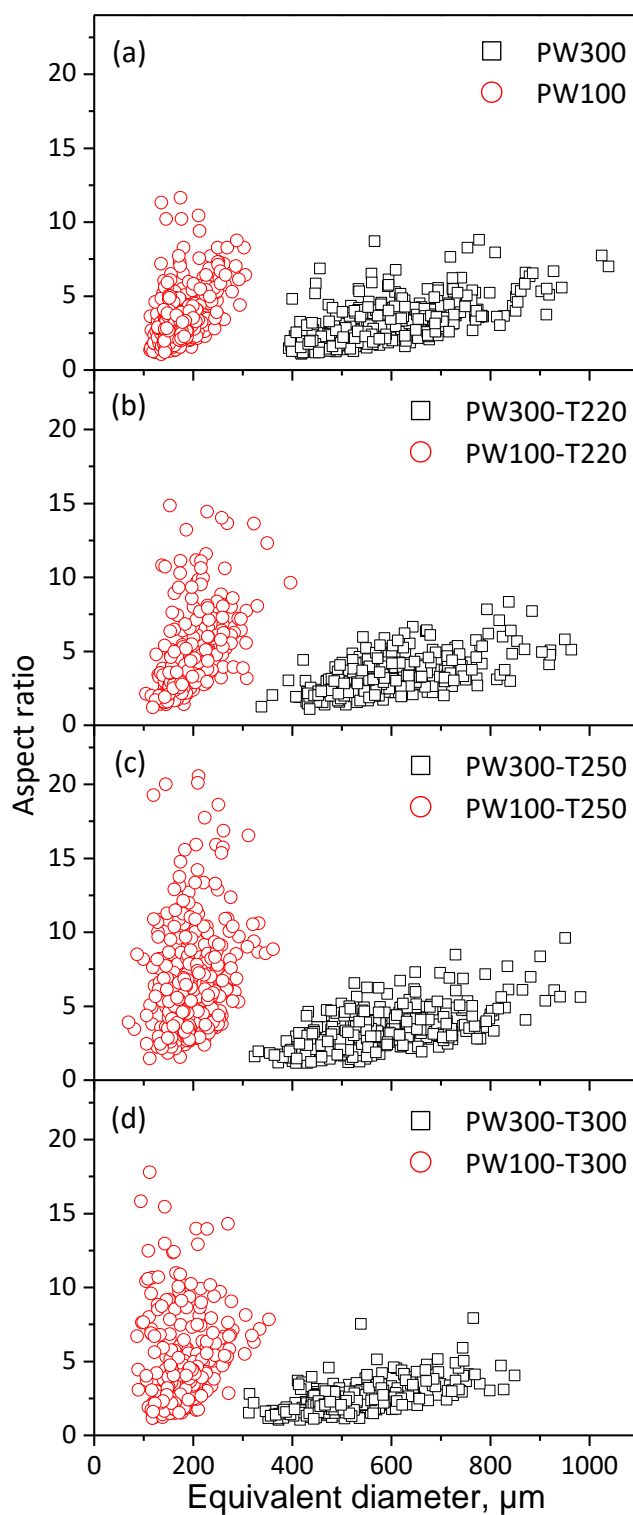 (a)
PW300
PW100
20
15
10
5
0
(b)
PW300-T220
PW100-T220
20
15
10
5
0
(c)
PW300-T250
PW100-T250
20
15
10
5
0
(d)
PW300-T300
PW100-T300
20
15
10
5
0
Aspect ratio
0 200 400 600 800 1000
Equivalent diameter, μm